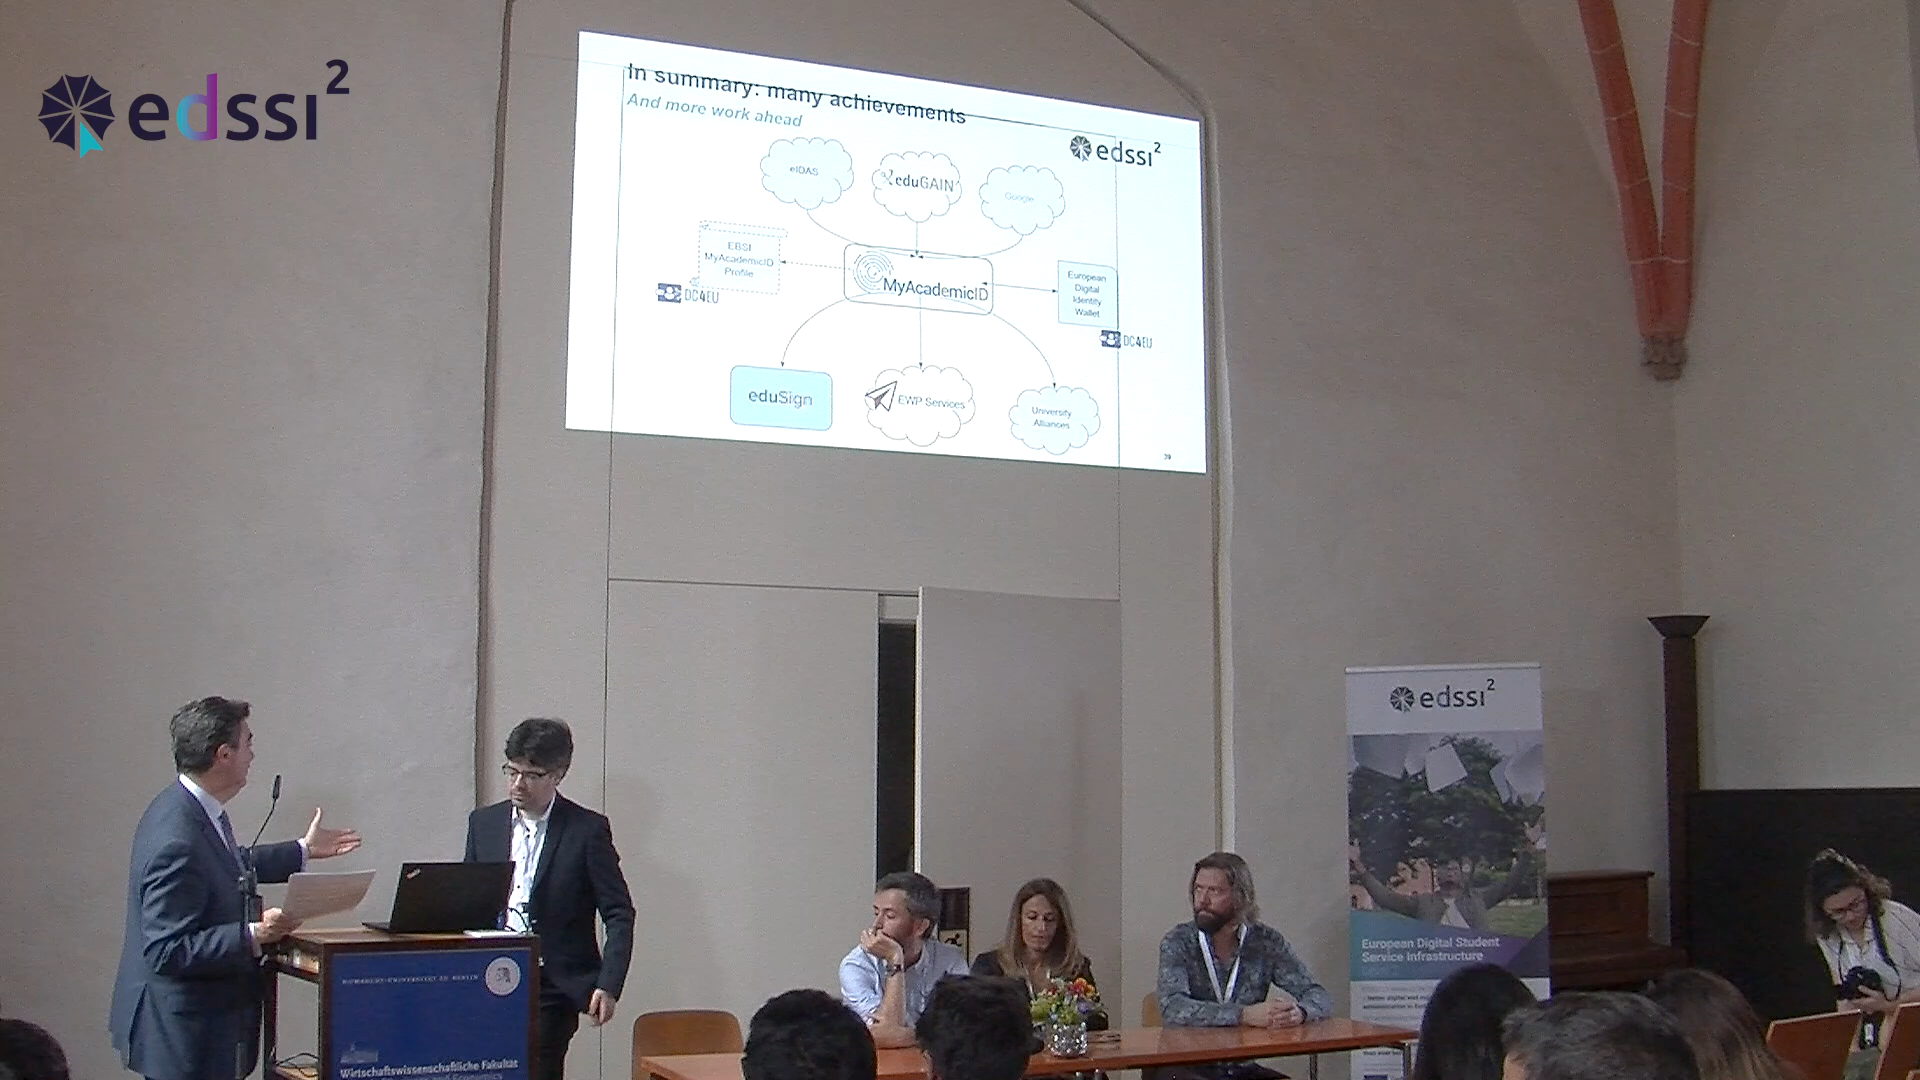 edssi²
In summary: many achievements
And more work ahead
edssi²
eIDAS
eduGAIN
Google
EBSI
MyAcademicID
Profile
DC4EU
MyAcademicID
European
Digital
Identity
Wallet
DC4EU
eduSign
EWP Services
University
Alliances
39
edssi²
European Digital Student
Service Infrastructure
Wirtschaftswissenschaftliche Fakultät